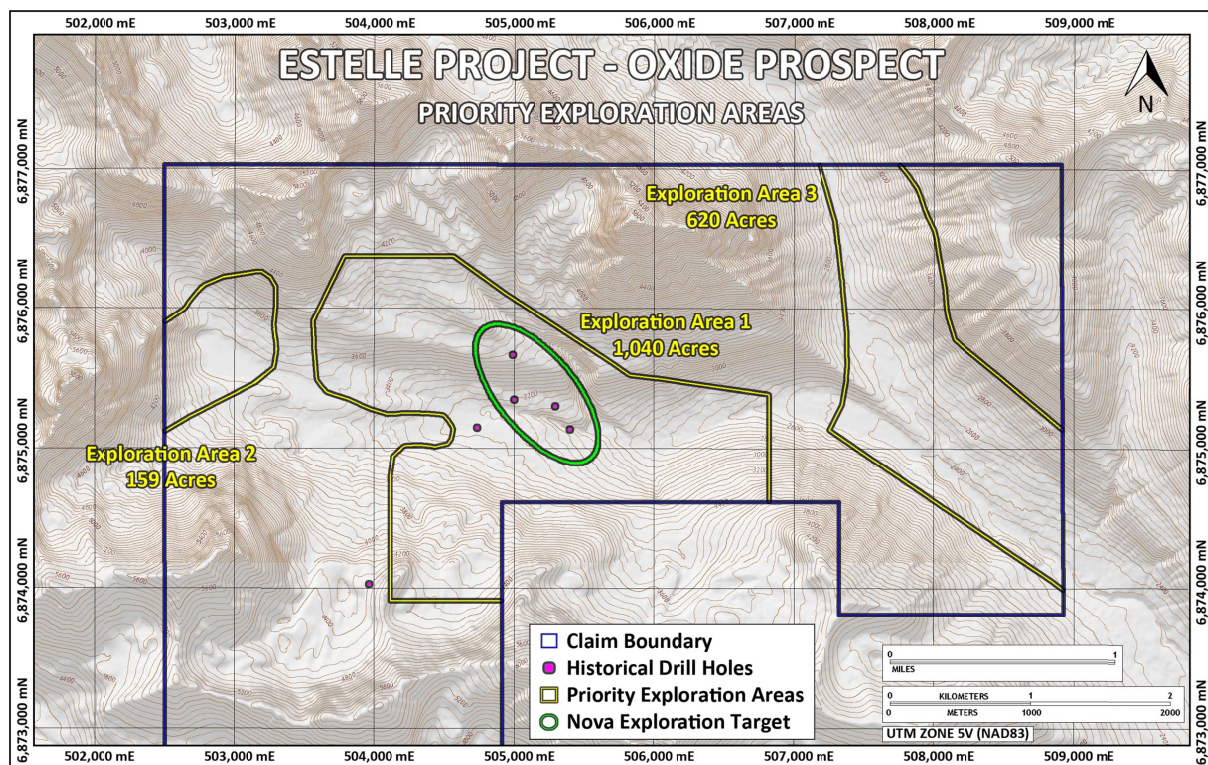 502,000 mE 503,000 mE 504,000 mE 505,000 mE 506,000 mE 507,000 mE 508,000 mE 509,000 mE
ESTELLE PROJECT - OXIDE PROSPECT
PRIORITY EXPLORATION AREAS
N
6,877,000 mN 6,877,000 mN
Exploration Area 3
620 Acres
6,876,000 mN 6,876,000 mN
Exploration Area 1
1,040 Acres
6,875,000 mN 6,875,000 mN
Exploration Area 2
159 Acres
6,874,000 mN 6,874,000 mN
Claim Boundary
Historical Drill Holes
Priority Exploration Areas
Nova Exploration Target
0 1
MILES
0 KILOMETERS 1 2
0 METERS 1000 2000
UTM ZONE 5V (NAD83)
6,873,000 mN 6,873,000 mN
502,000 mE 503,000 mE 504,000 mE 505,000 mE 506,000 mE 507,000 mE 508,000 mE 509,000 mE